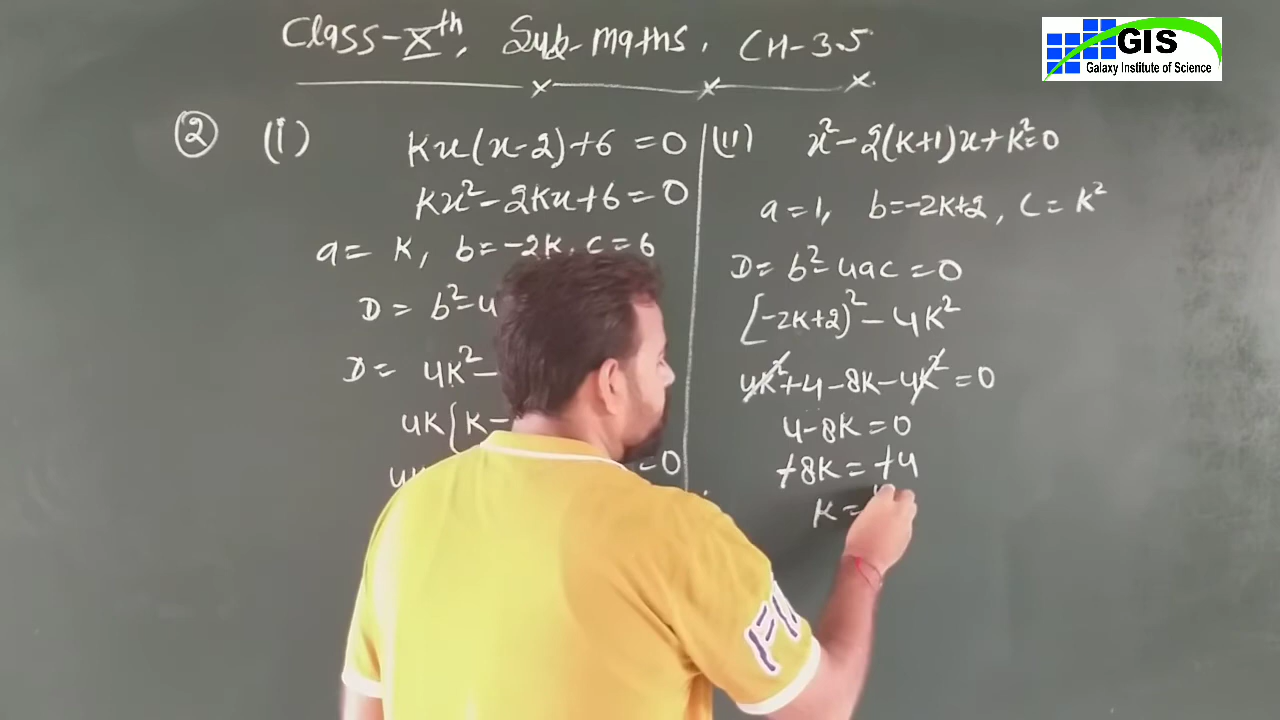 Class-Xth, Sub-Maths, CH-3.5
GIS
Galaxy Institute of Science
② (i) Kx(x-2)+6 = 0
Kx²-2Kx+6=0
a= K, b=-2K, c=6
D = b²-4
D= 4K²-
4K[K-
=0
(ii) x²-2(K+1)x+K²=0
a=1, b=-2K+2, C=K²
D= b²-4ac=0
[-2K+2)²-4K²
4K²+4-8K-4K²=0
4-8K=0
+8K=+4
K=